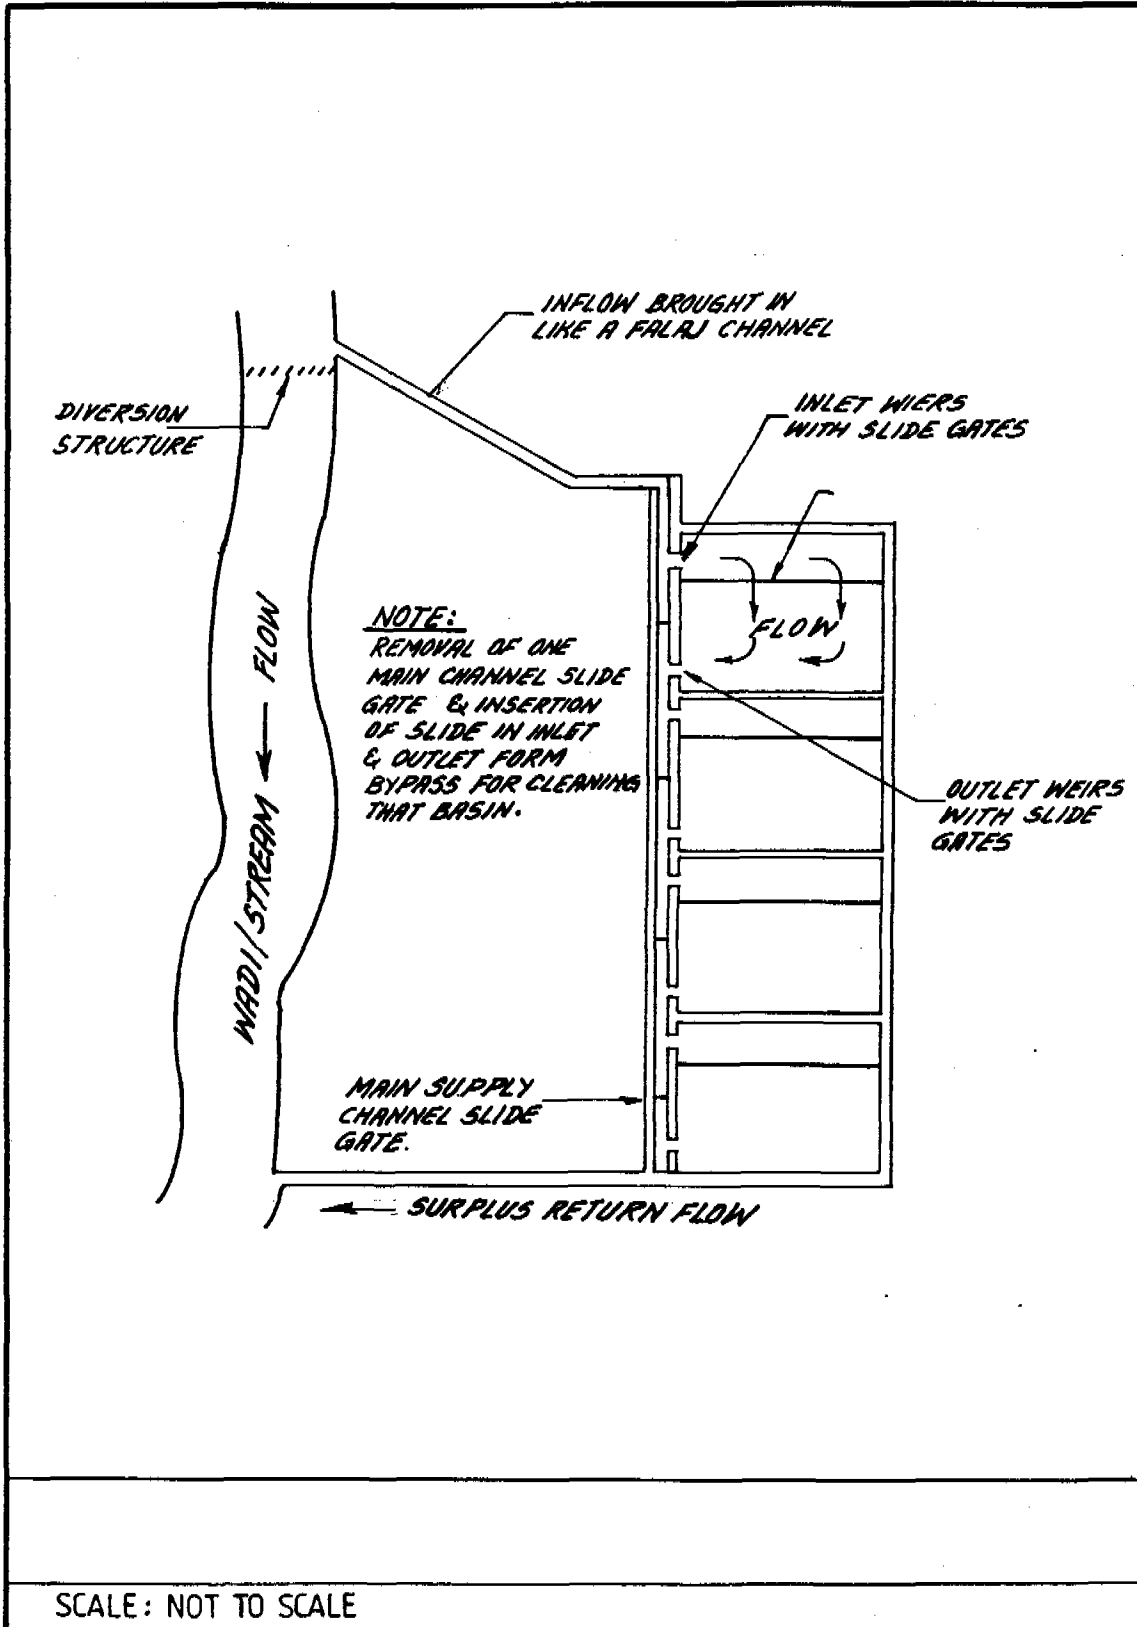 INFLOW BROUGHT IN
LIKE A FALAJ CHANNEL
DIVERSION
STRUCTURE
INLET WIERS
WITH SLIDE GATES
FLOW
WADI/STREAM ← FLOW
NOTE:
REMOVAL OF ONE
MAIN CHANNEL SLIDE
GATE & INSERTION
OF SLIDE IN INLET
& OUTLET FORM
BYPASS FOR CLEANING
THAT BASIN.
OUTLET WEIRS
WITH SLIDE
GATES
MAIN SUPPLY
CHANNEL SLIDE
GATE.
← SURPLUS RETURN FLOW
SCALE: NOT TO SCALE